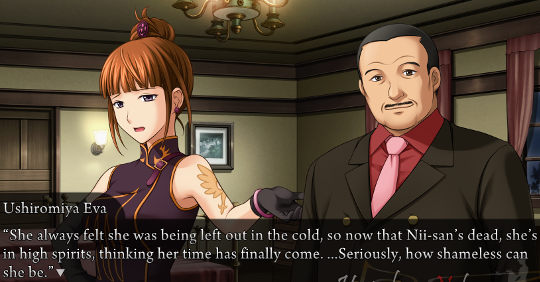 Ushiromiya Eva
“She always felt she was being left out in the cold, so now that Nii-san’s dead, she’s
in high spirits, thinking her time has finally come. ...Seriously, how shameless can
she be.”